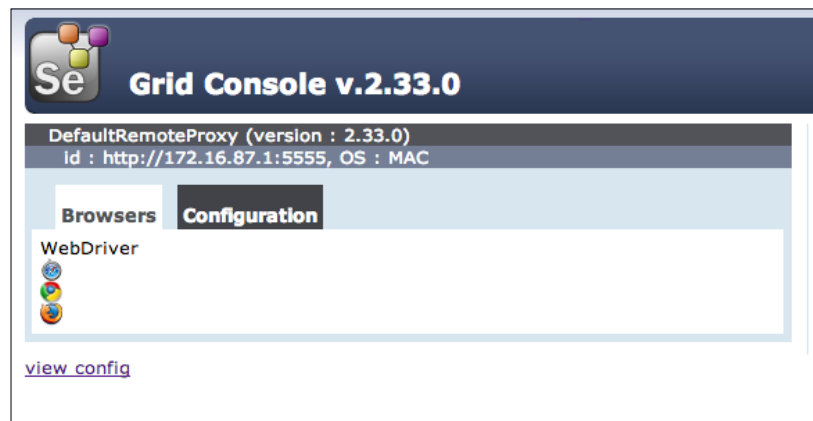 Se
Grid Console v.2.33.0
DefaultRemoteProxy (version : 2.33.0)
id : http://172.16.87.1:5555, OS : MAC
Browsers Configuration
WebDriver
view config